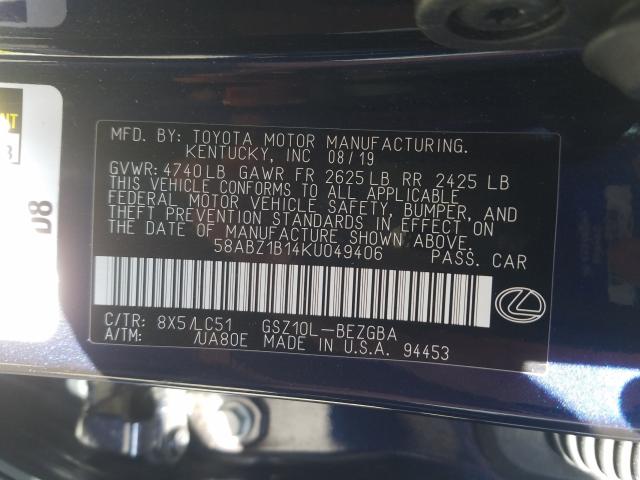 MFD. BY: TOYOTA MOTOR MANUFACTURING.
KENTUCKY, INC 08/19
GVWR: 4740 LB GAWR FR 2625 LB RR 2425 LB
THIS VEHICLE CONFORMS TO ALL APPLICABLE
FEDERAL MOTOR VEHICLE SAFETY, BUMPER, AND
THEFT PREVENTION STANDARDS IN EFFECT ON
THE DATE OF MANUFACTURE SHOWN ABOVE.
58ABZ1B14KU049406 PASS. CAR
C/TR: 8X5/LC51 GSZ10L-BEZGBA
A/TM: /UA80E MADE IN U.S.A. 94453